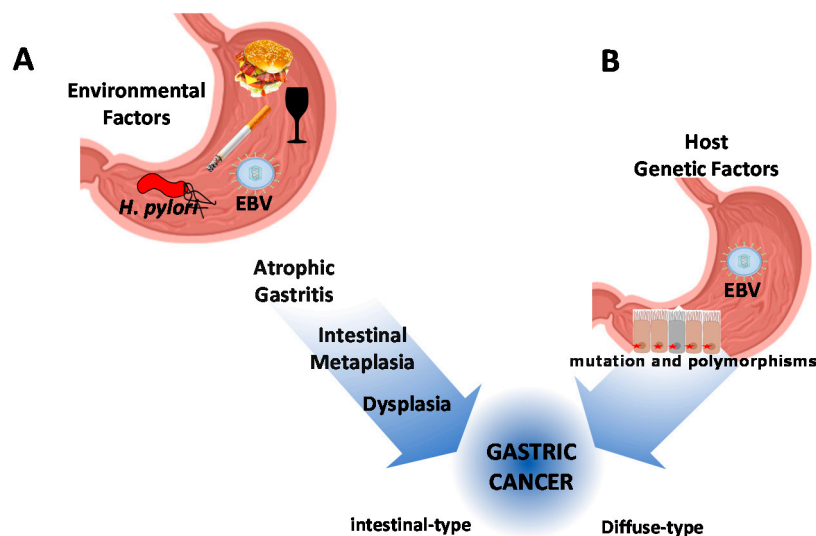 A
Environmental
Factors
H. pylori
EBV
Atrophic
Gastritis
Intestinal
Metaplasia
Dysplasia
B
Host
Genetic Factors
EBV
mutation and polymorphisms
GASTRIC
CANCER
intestinal-type
Diffuse-type